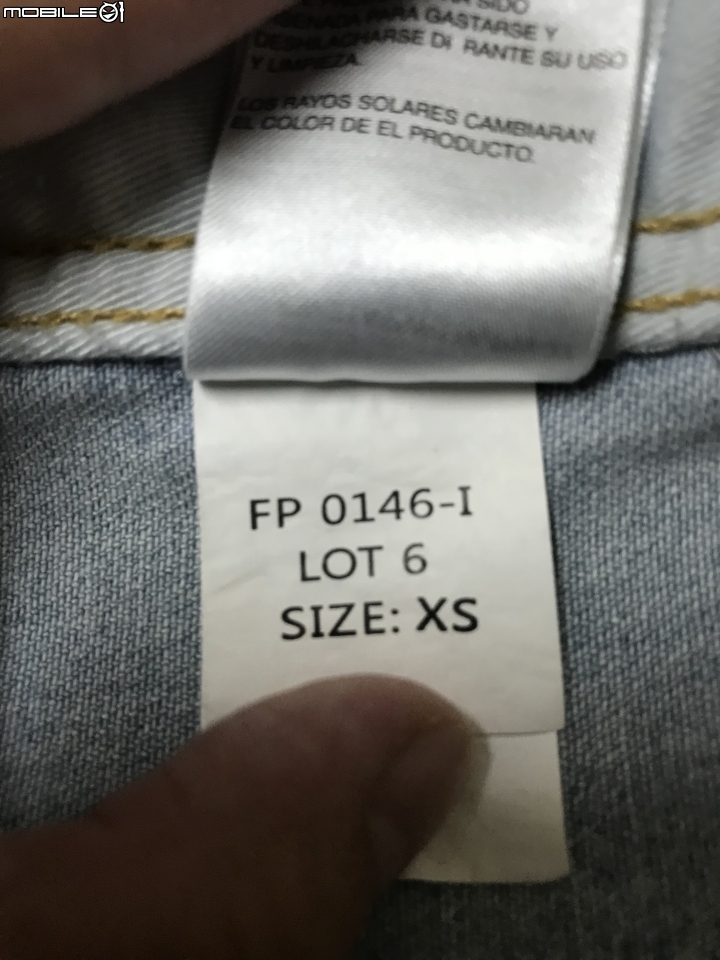 MOBILE01
SIDO
PARA GASTARSE Y
DESHILACHARSE DI RANTE SU USO
Y LIMPIEZA.
LOS RAYOS SOLARES CAMBIARAN
EL COLOR DE EL PRODUCTO.
FP 0146-I
LOT 6
SIZE: XS